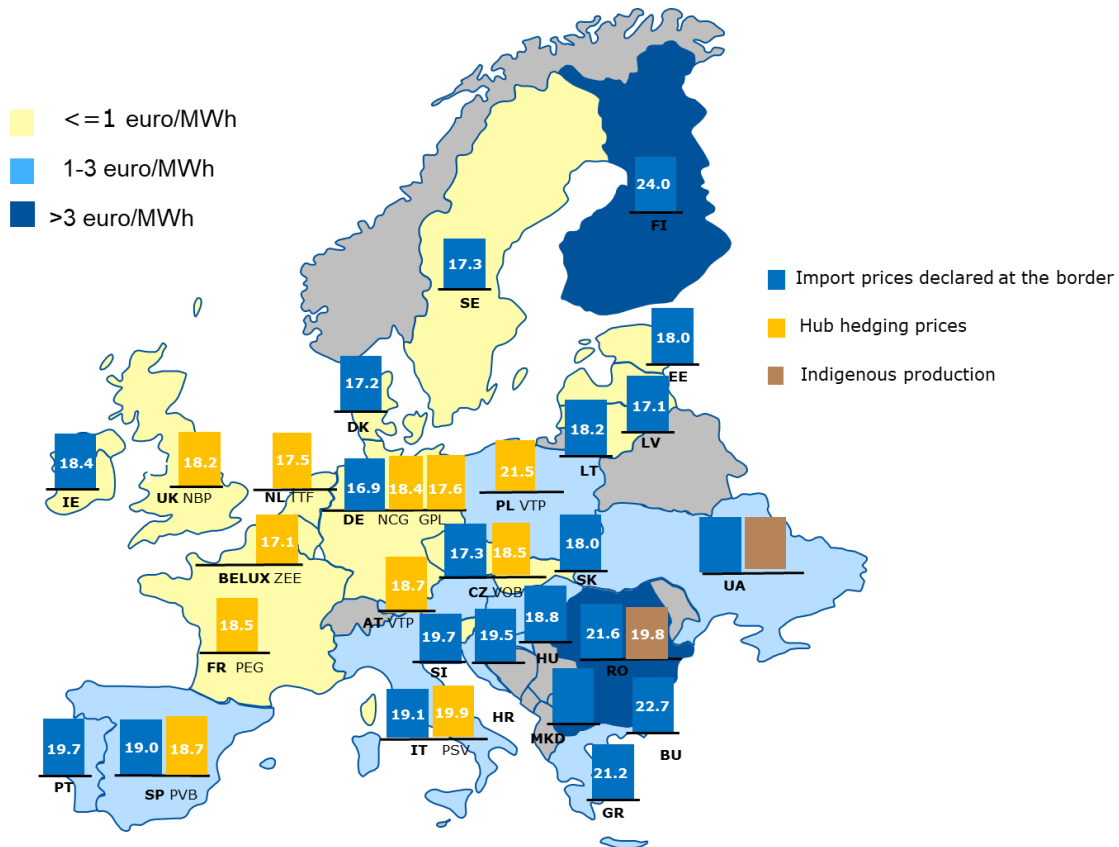 <=1 euro/MWh
1-3 euro/MWh
>3 euro/MWh
24.0
FI
17.3
SE
Import prices declared at the border
Hub hedging prices
Indigenous production
18.0
EE
17.2
DK
17.1
LV
18.2
LT
18.4
IE
18.2
UK NBP
17.5
NL TTF
16.9 18.4 17.6
DE NCG GPL
21.5
PL VTP
17.1
BELUX ZEE
17.3 18.5
CZ VOB
18.0
SK
UA
18.7
AT VTP
18.5
FR PEG
19.7
SI
19.5
HR
18.8
HU
21.6 19.8
RO
19.1 19.9
IT PSV
MKD
22.7
BU
19.7
PT
19.0 18.7
SP PVB
21.2
GR